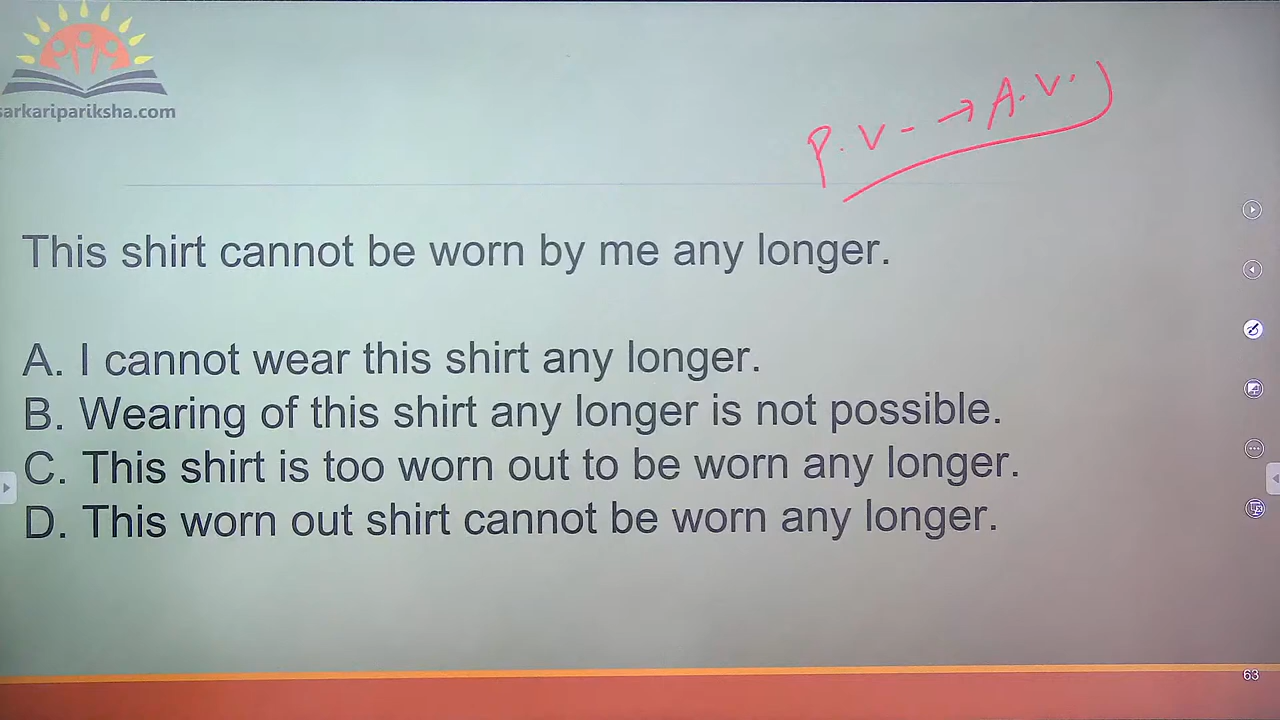 sarkaripariksha.com
P.V. → A.V.
This shirt cannot be worn by me any longer.
A. I cannot wear this shirt any longer.
B. Wearing of this shirt any longer is not possible.
C. This shirt is too worn out to be worn any longer.
D. This worn out shirt cannot be worn any longer.
63